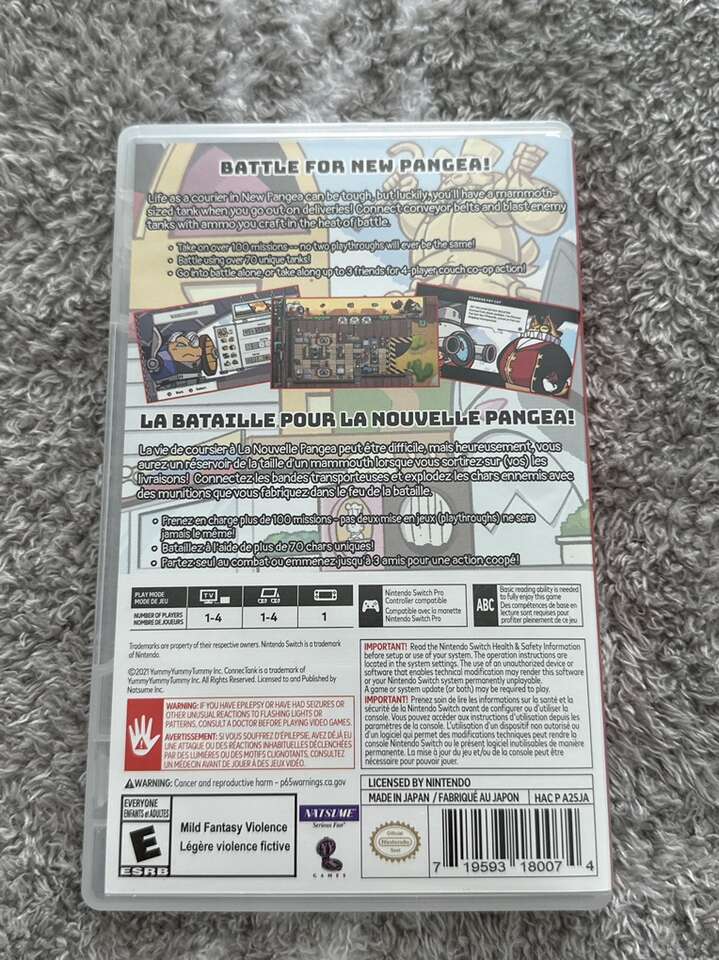 BATTLE FOR NEW PANGEA!
Life as a courier in New Pangea can be tough, but luckily, you'll have a mammoth-
sized tank when you go out on deliveries! Connect conveyor belts and blast enemy
tanks with ammo you craft in the heat of battle.
• Take on over 100 missions -- no two playthroughs will ever be the same!
• Battle using over 70 unique tanks!
• Go into battle alone, or take along up to 3 friends for 4-player couch co-op action!
LA BATAILLE POUR LA NOUVELLE PANGEA!
La vie de coursier à La Nouvelle Pangea peut être difficile, mais heureusement, vous
aurez un réservoir de la taille d'un mammouth lorsque vous sortirez sur (vos) les
livraisons! Connectez les bandes transporteuses et explodez les chars ennemis avec
des munitions que vous fabriquez dans le feu de la bataille.
• Prenez en charge plus de 100 missions - pas deux mise en jeux (playthroughs) ne sera
jamais le même!
• Bataillez à l'aide de plus de 70 chars uniques!
• Partez seul au combat ou emmenez jusqu'à 3 amis pour une action coopé!
PLAY MODE
MODE DE JEU
TV
NUMBER OF PLAYERS
NOMBRE DE JOUEURS
1-4
1-4
1
Nintendo Switch Pro
Controller compatible
Compatible avec la manette
Nintendo Switch Pro
ABC
Basic reading ability is needed
to fully enjoy this game
Des compétences de base en
lecture sont requises pour
profiter pleinement de ce jeu
Trademarks are property of their respective owners. Nintendo Switch is a trademark
of Nintendo.
©2021 YummyYummyTummy Inc. ConnecTank is a trademark of
YummyYummyTummy Inc. All Rights Reserved. Licensed to and Published by
Natsume Inc.
IMPORTANT! Read the Nintendo Switch Health & Safety Information
before setup or use of your system. The operation instructions are
located in the system settings. The use of an unauthorized device or
software that enables technical modification may render this software
or your Nintendo Switch system permanently unplayable.
A game or system update (or both) may be required to play.
IMPORTANT! Prenez soin de lire les informations sur la santé et la
sécurité de la Nintendo Switch avant de configurer ou d'utiliser la
console. Vous pouvez accéder aux instructions d'utilisation depuis les
paramètres de la console. L'utilisation d'un dispositif non autorisé ou
d'un logiciel qui permet des modifications techniques peut rendre la
console Nintendo Switch ou le présent logiciel inutilisables de manière
permanente. La mise à jour du jeu et/ou de la console peut être
nécessaire pour pouvoir jouer.
WARNING: IF YOU HAVE EPILEPSY OR HAVE HAD SEIZURES OR
OTHER UNUSUAL REACTIONS TO FLASHING LIGHTS OR
PATTERNS, CONSULT A DOCTOR BEFORE PLAYING VIDEO GAMES.
AVERTISSEMENT: SI VOUS SOUFFREZ D'ÉPILEPSIE, AVEZ DÉJÀ EU
UNE ATTAQUE OU DES RÉACTIONS INHABITUELLES DÉCLENCHÉES
PAR DES LUMIÈRES OU DES MOTIFS CLIGNOTANTS, CONSULTEZ
UN MÉDECIN AVANT DE JOUER À DES JEUX VIDÉO.
WARNING: Cancer and reproductive harm - p65warnings.ca.gov
EVERYONE
ENFANTS et ADULTES
E
ESRB
Mild Fantasy Violence
Légère violence fictive
NATSUME
Serious Fun
GAMES
LICENSED BY NINTENDO
MADE IN JAPAN / FABRIQUÉ AU JAPON
HAC P A25JA
Official
Nintendo
Seal
7 19593 18007 4